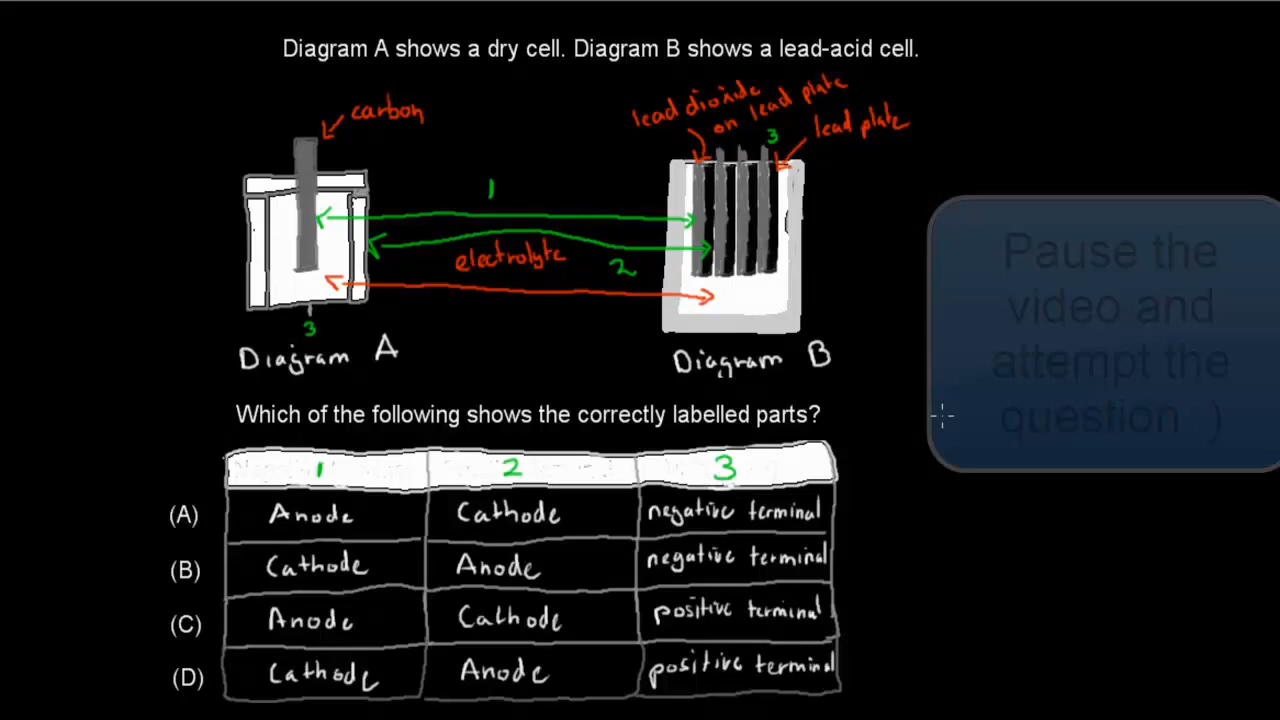 Diagram A shows a dry cell. Diagram B shows a lead-acid cell.
carbon
lead dioxide
on lead plate
lead plate
3
1
electrolyte
2
3
Diagram A
Diagram B
Pause the
video and
attempt the
question )
Which of the following shows the correctly labelled parts?
1 2 3
(A) Anode Cathode negative terminal
(B) Cathode Anode negative terminal
(C) Anode Cathode positive terminal
(D) Cathode Anode positive terminal